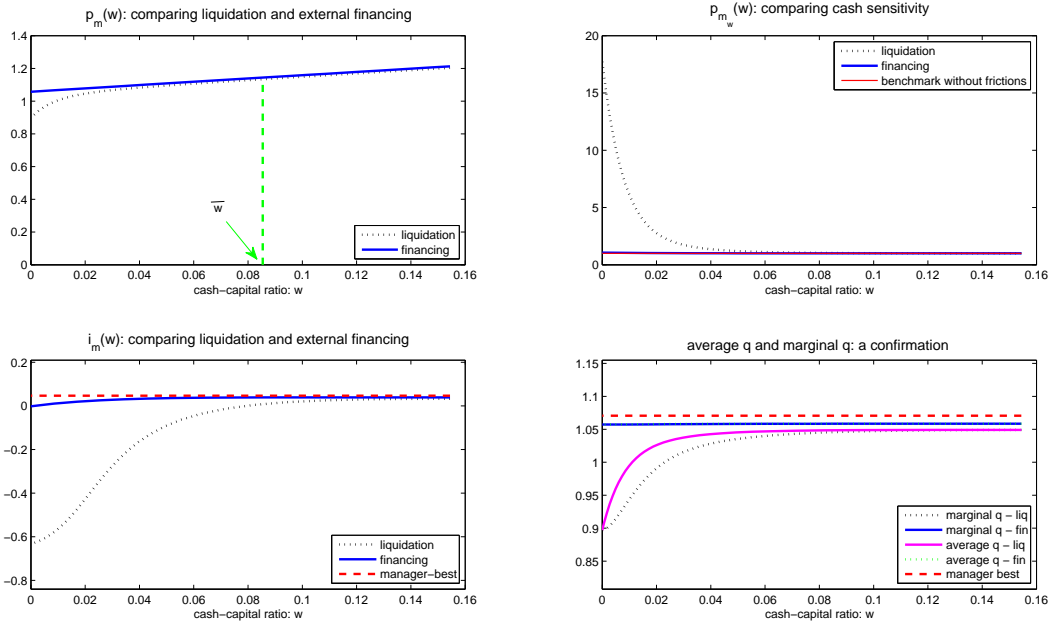 p_m(w): comparing liquidation and external financing
1.4
1.2
1
0.8
0.6
0.4
0.2
0
w
liquidation
financing
0 0.02 0.04 0.06 0.08 0.1 0.12 0.14 0.16
cash−capital ratio: w
p_{m_w}(w): comparing cash sensitivity
20
15
10
5
0
liquidation
financing
benchmark without frictions
0 0.02 0.04 0.06 0.08 0.1 0.12 0.14 0.16
cash−capital ratio: w
i_m(w): comparing liquidation and external financing
0.2
0
−0.2
−0.4
−0.6
−0.8
liquidation
financing
manager−best
0 0.02 0.04 0.06 0.08 0.1 0.12 0.14 0.16
cash−capital ratio: w
average q and marginal q: a confirmation
1.15
1.1
1.05
1
0.95
0.9
0.85
marginal q − liq
marginal q − fin
average q − liq
average q − fin
manager best
0 0.02 0.04 0.06 0.08 0.1 0.12 0.14 0.16
cash−capital ratio: w